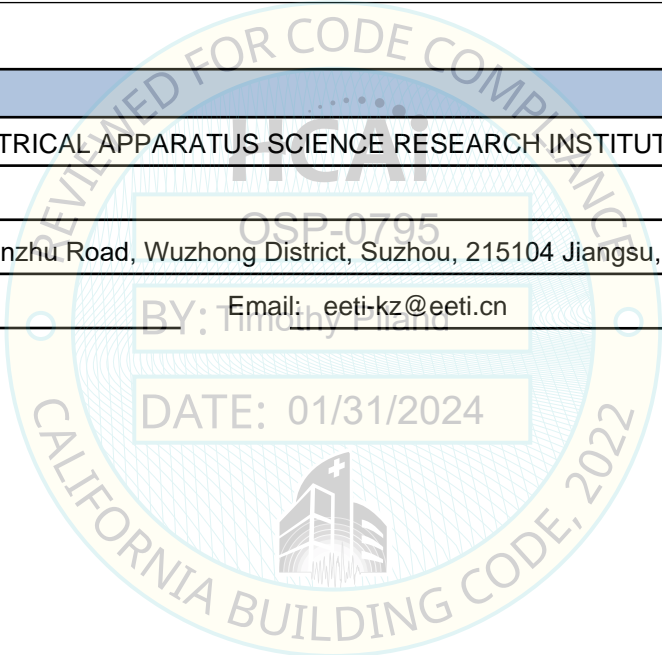 REVIEWED FOR CODE COMPLIANCE
HCAi
TRICAL APPARATUS SCIENCE RESEARCH INSTITUT
OSP-0795
nzhu Road, Wuzhong District, Suzhou, 215104 Jiangsu,
Email: eeti-kz@eeti.cn
BY: Timothy Piland
DATE: 01/31/2024
CALIFORNIA BUILDING CODE, 2022